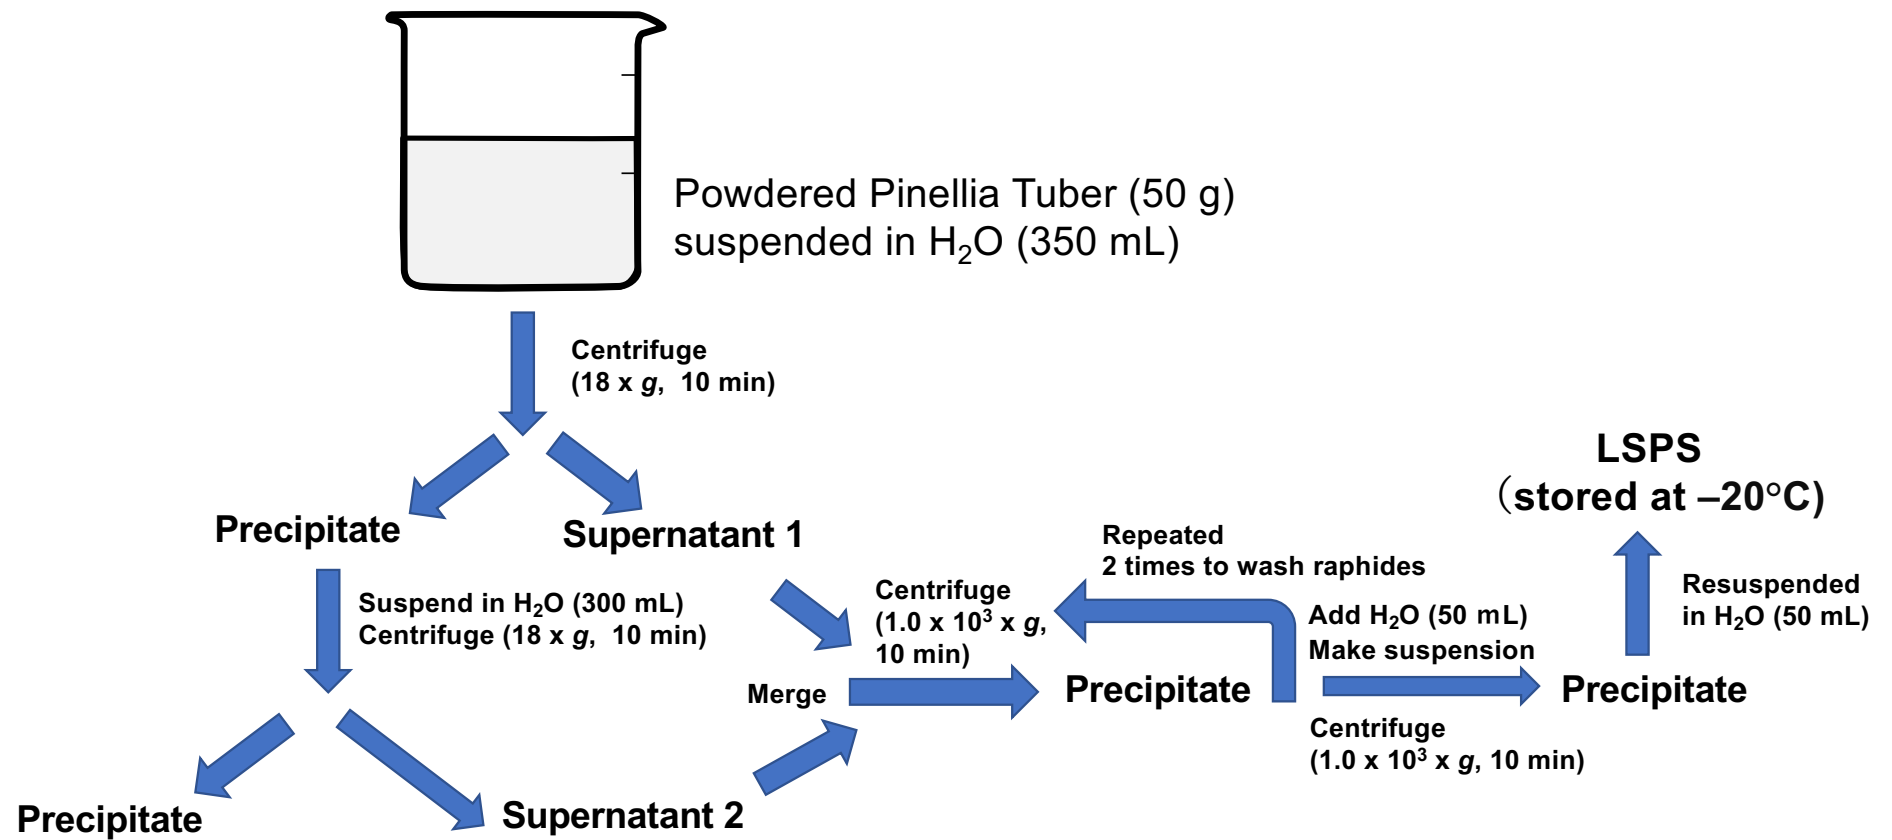 Powdered Pinellia Tuber (50 g)
suspended in H₂O (350 mL)
Centrifuge
(18 x g,  10 min)
Precipitate
Supernatant 1
Suspend in H₂O (300 mL)
Centrifuge (18 x g,  10 min)
Precipitate
Supernatant 2
Merge
Centrifuge
(1.0 x 10³ x g,
10 min)
Precipitate
Repeated
2 times to wash raphides
Add H₂O (50 mL)
Make suspension
Centrifuge
(1.0 x 10³ x g, 10 min)
Precipitate
Resuspended
in H₂O (50 mL)
LSPS
（stored at –20°C)